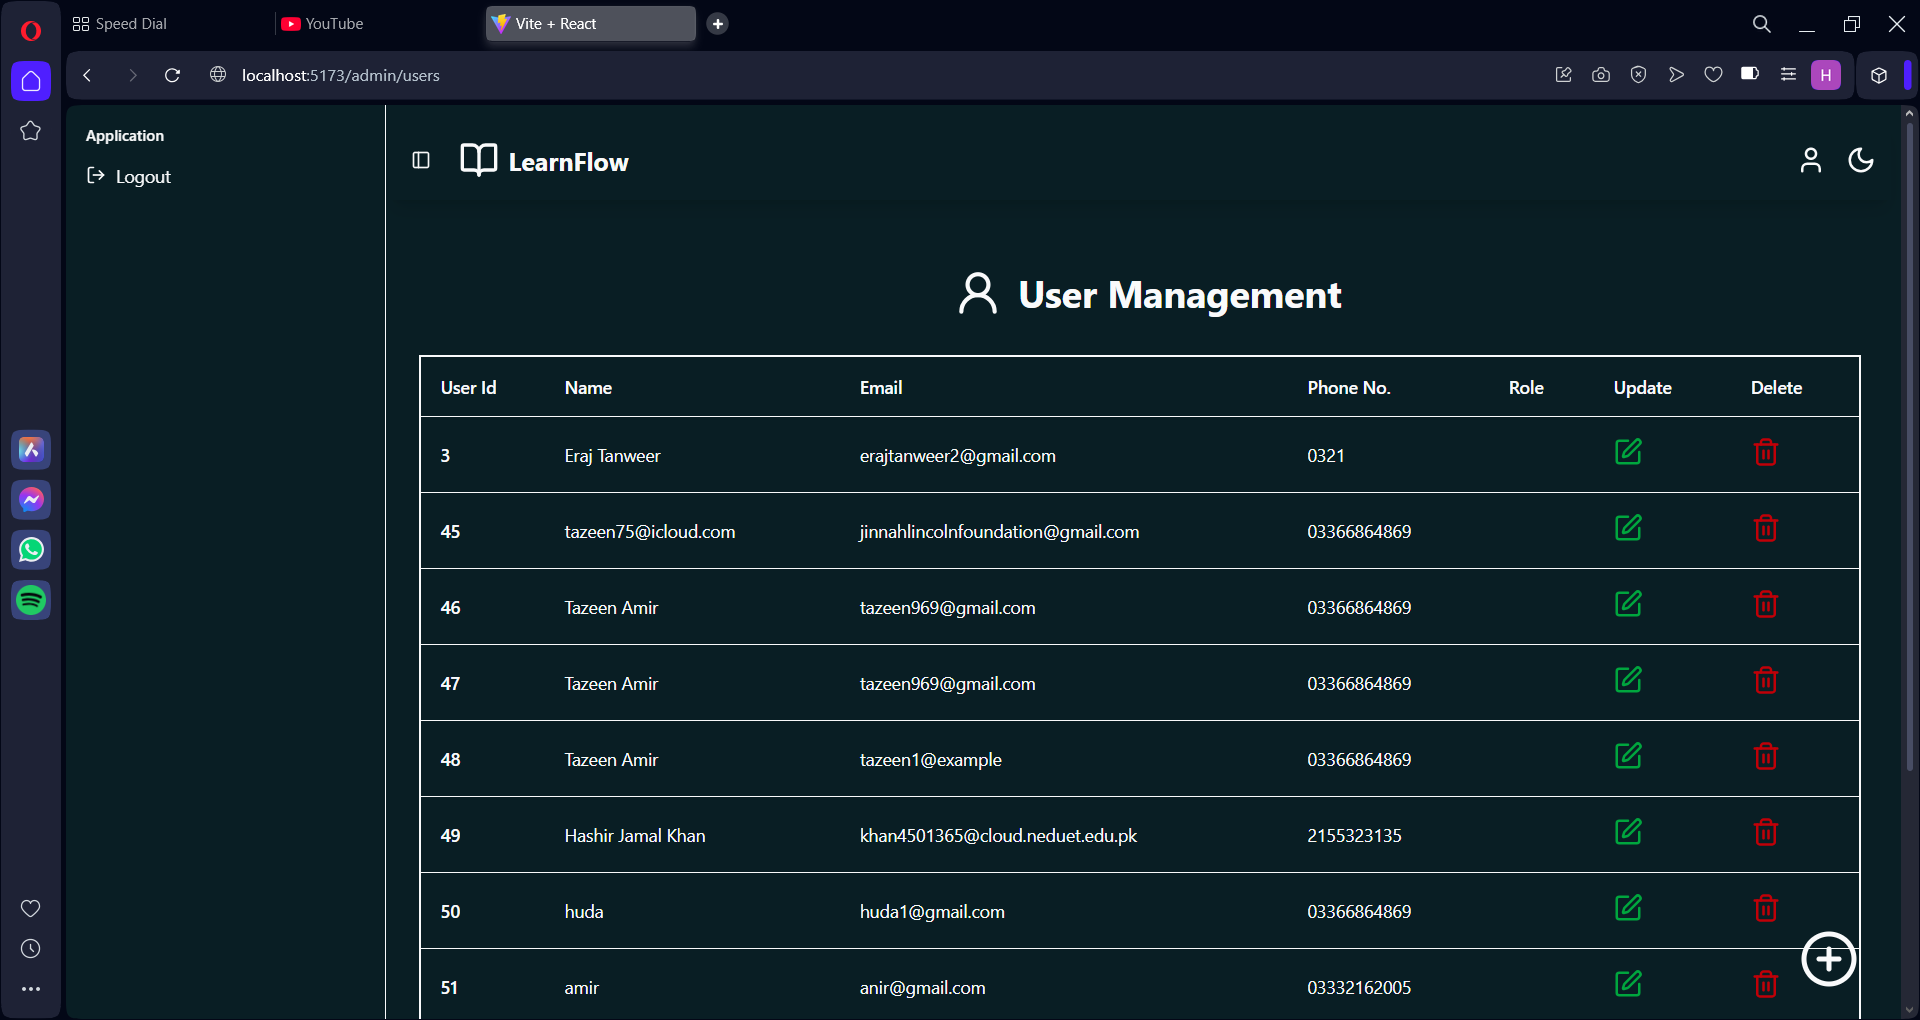 Speed Dial
YouTube
Vite + React
localhost:5173/admin/users
H
Application
Logout
LearnFlow
User Management
User Id Name Email Phone No. Role Update Delete
3 Eraj Tanweer erajtanweer2@gmail.com 0321
45 tazeen75@icloud.com jinnahlincolnfoundation@gmail.com 03366864869
46 Tazeen Amir tazeen969@gmail.com 03366864869
47 Tazeen Amir tazeen969@gmail.com 03366864869
48 Tazeen Amir tazeen1@example 03366864869
49 Hashir Jamal Khan khan4501365@cloud.neduet.edu.pk 2155323135
50 huda huda1@gmail.com 03366864869
51 amir anir@gmail.com 03332162005